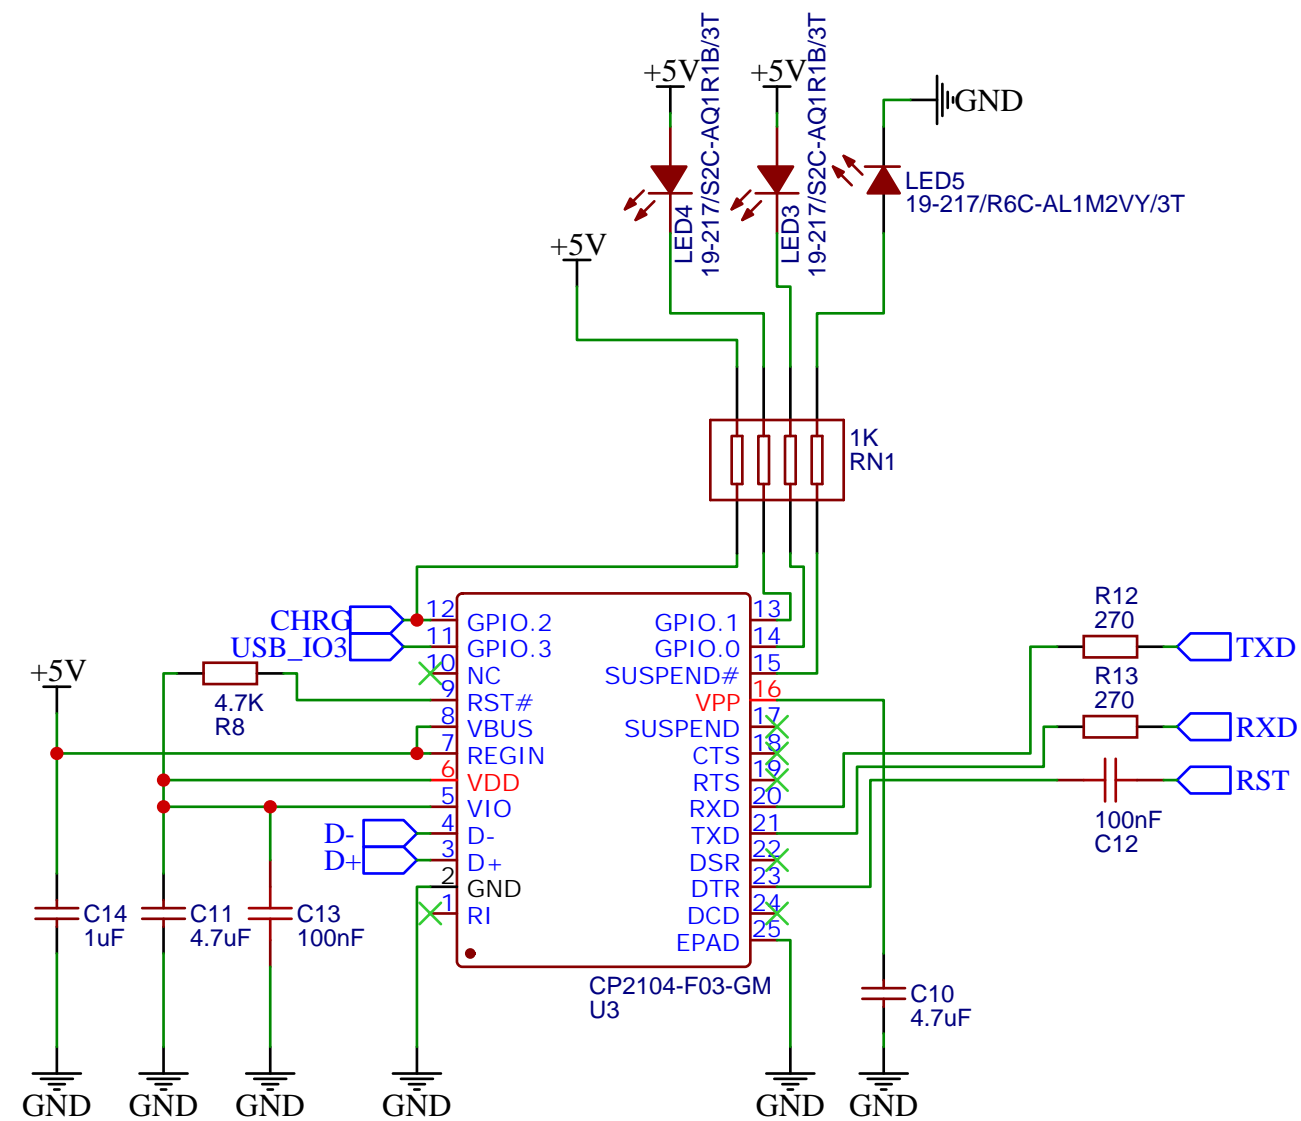 +5V
LED4
19-217/S2C-AQ1R1B/3T
+5V
LED3
19-217/S2C-AQ1R1B/3T
GND
LED5
19-217/R6C-AL1M2VY/3T
+5V
1K
RN1
CHRG
USB_IO3
+5V
4.7K
R8
D-
D+
12 GPIO.2
11 GPIO.3
10 NC
9 RST#
8 VBUS
7 REGIN
6 VDD
5 VIO
4 D-
3 D+
2 GND
1 RI
GPIO.1 13
GPIO.0 14
SUSPEND# 15
VPP 16
SUSPEND 17
CTS 18
RTS 19
RXD 20
TXD 21
DSR 22
DTR 23
DCD 24
EPAD 25
CP2104-F03-GM
U3
R12
270
TXD
R13
270
RXD
RST
100nF
C12
C14
1uF
C11
4.7uF
C13
100nF
C10
4.7uF
GND
GND
GND
GND
GND
GND